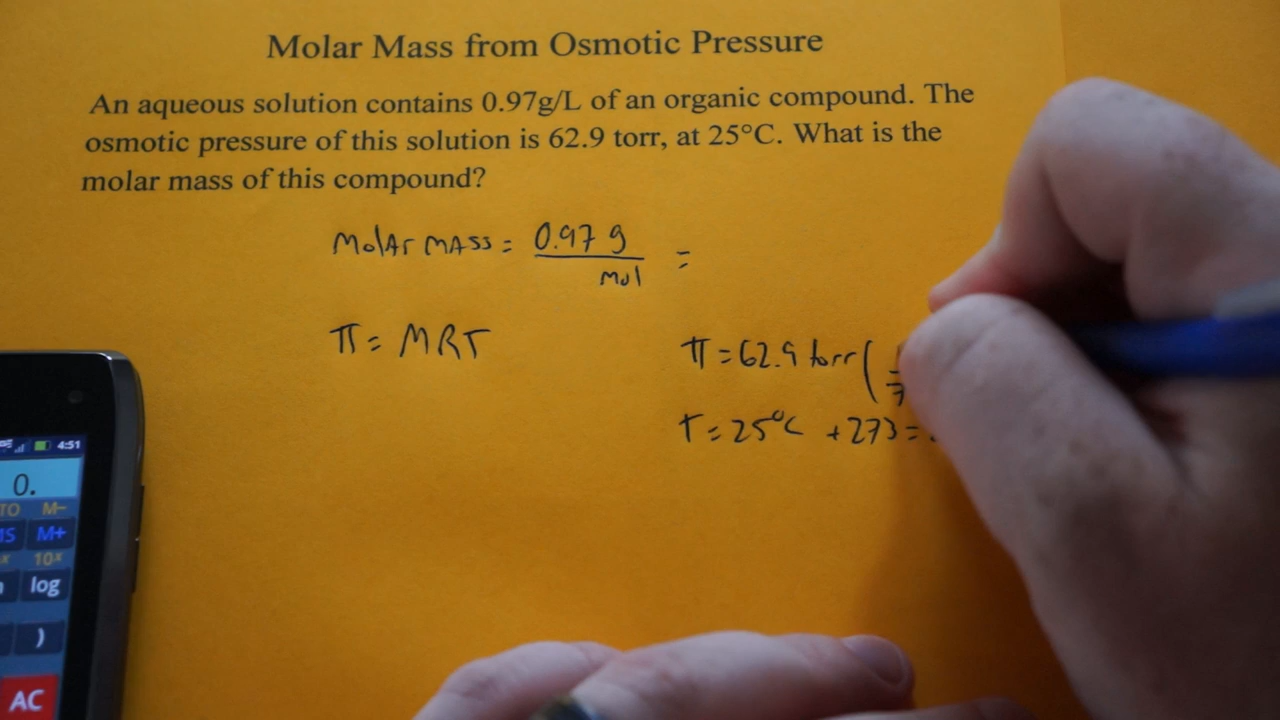 Molar Mass from Osmotic Pressure
An aqueous solution contains 0.97g/L of an organic compound. The
osmotic pressure of this solution is 62.9 torr, at 25°C. What is the
molar mass of this compound?
MolAr mAss = 0.97 g
mol =
π = MRT
π = 62.9 torr (
T = 25°C + 273 =
4:51
0.
M-
M+
10ˣ
log
)
AC